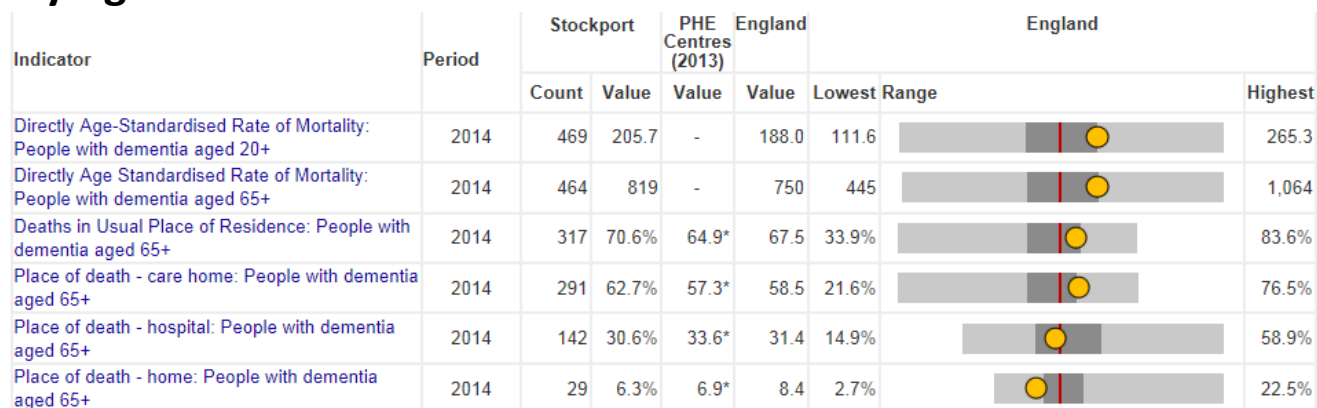 Stockport PHE England England
Centres
Indicator Period (2013)
Count Value Value Value Lowest Range Highest
Directly Age-Standardised Rate of Mortality:
People with dementia aged 20+ 2014 469 205.7 - 188.0 111.6 265.3
Directly Age Standardised Rate of Mortality:
People with dementia aged 65+ 2014 464 819 - 750 445 1,064
Deaths in Usual Place of Residence: People with
dementia aged 65+ 2014 317 70.6% 64.9* 67.5 33.9% 83.6%
Place of death - care home: People with dementia
aged 65+ 2014 291 62.7% 57.3* 58.5 21.6% 76.5%
Place of death - hospital: People with dementia
aged 65+ 2014 142 30.6% 33.6* 31.4 14.9% 58.9%
Place of death - home: People with dementia
aged 65+ 2014 29 6.3% 6.9* 8.4 2.7% 22.5%